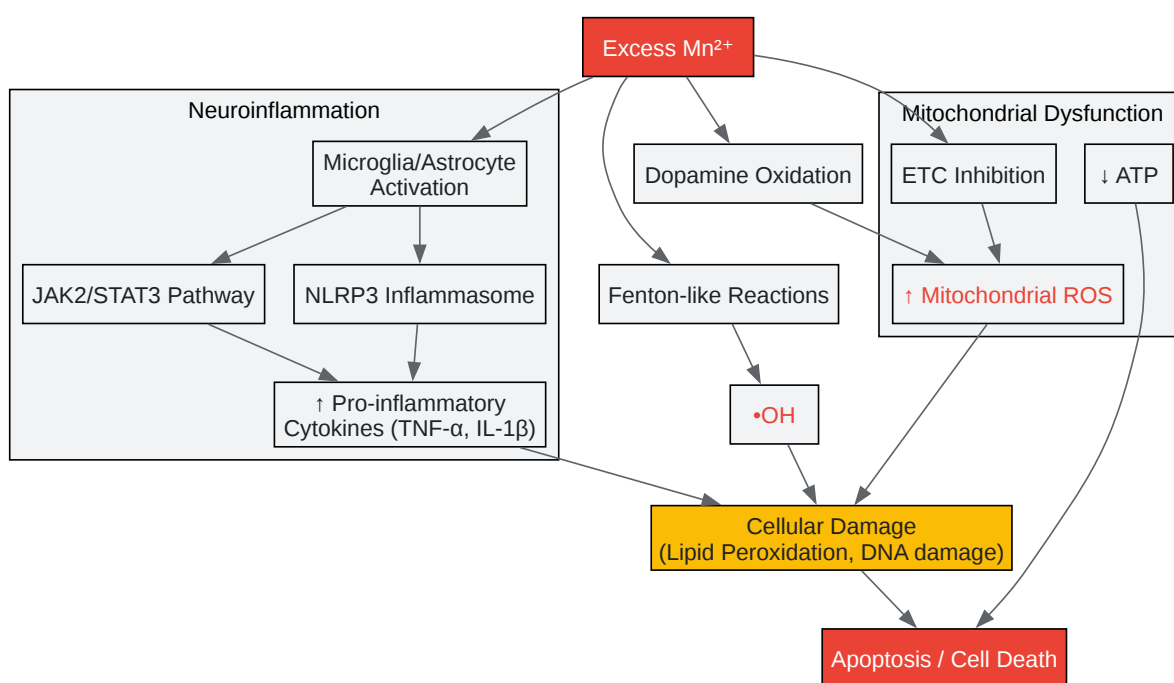 Excess Mn²⁺
Neuroinflammation
Mitochondrial Dysfunction
Microglia/Astrocyte
Activation
Dopamine Oxidation
ETC Inhibition
↓ ATP
JAK2/STAT3 Pathway
NLRP3 Inflammasome
Fenton-like Reactions
↑ Mitochondrial ROS
↑ Pro-inflammatory
Cytokines (TNF-α, IL-1β)
•OH
Cellular Damage
(Lipid Peroxidation, DNA damage)
Apoptosis / Cell Death